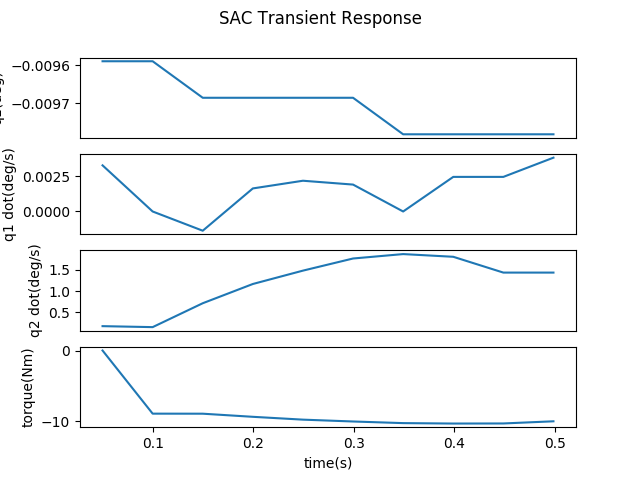 SAC Transient Response
−0.0096
−0.0097
q1 dot(deg/s)
0.0025
0.0000
q2 dot(deg/s)
1.5
1.0
0.5
torque(Nm)
0
−10
0.1 0.2 0.3 0.4 0.5
time(s)